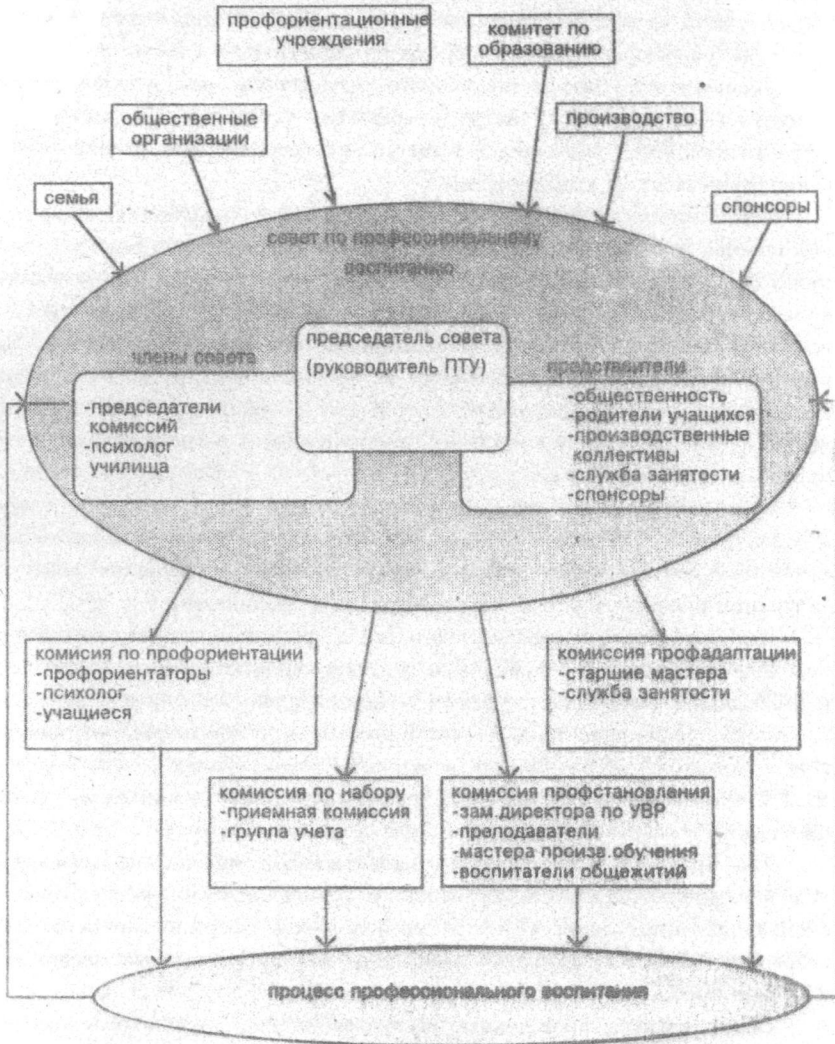 профориентационные
учреждения
комитет по
образованию
общественные
организации
производство
семья
спонсоры
совет по профессиональному
воспитанию
председатель совета
(руководитель ПТУ)
члены совета
-председатели
комиссий
-психолог
училища
представители
-общественность
-родители учащихся
-производственные
коллективы
-служба занятости
-спонсоры
комисия по профориентации
-профориентаторы
-психолог
-учащиеся
комиссия профадаптации
-старшие мастера
-служба занятости
комиссия по набору
-приемная комиссия
-группа учета
комиссия профстановления
-зам.директора по УВР
-преподаватели
-мастера произв.обучения
-воспитатели общежитий
процесс профессионального воспитания